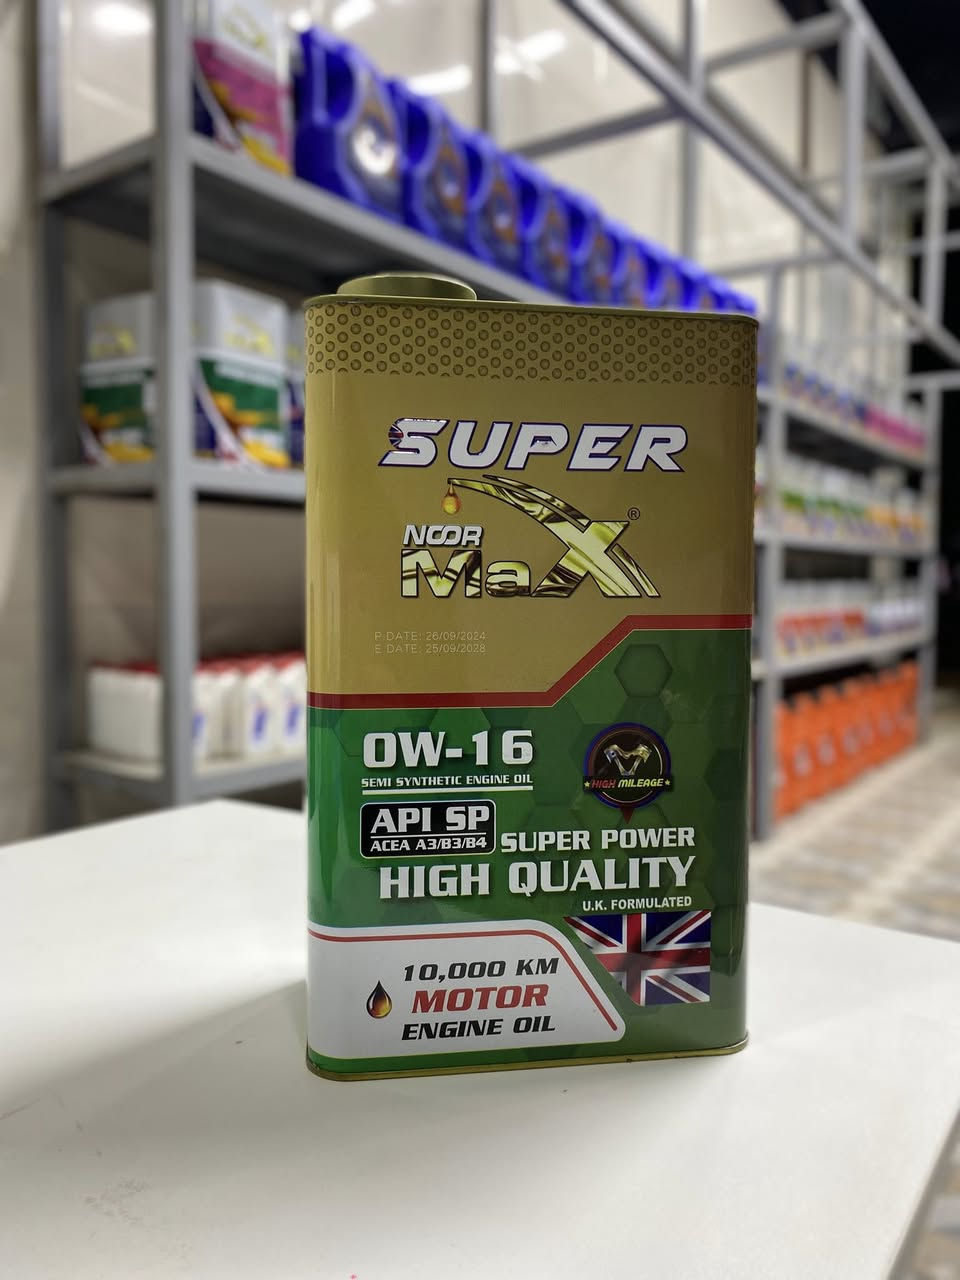 SUPER
NOOR
MaX®
P.DATE: 26/09/2024
E.DATE: 25/09/2028
0W-16
SEMI SYNTHETIC ENGINE OIL
HIGH MILEAGE
API SP
ACEA A3/B3/B4
SUPER POWER
HIGH QUALITY
U.K. FORMULATED
10,000 KM
MOTOR
ENGINE OIL